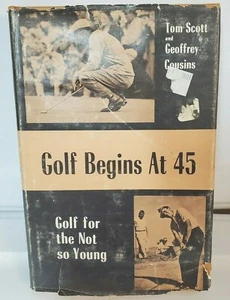 Tom Scott
and
Geoffrey
Cousins
Golf Begins At 45
Golf for
the Not
so Young